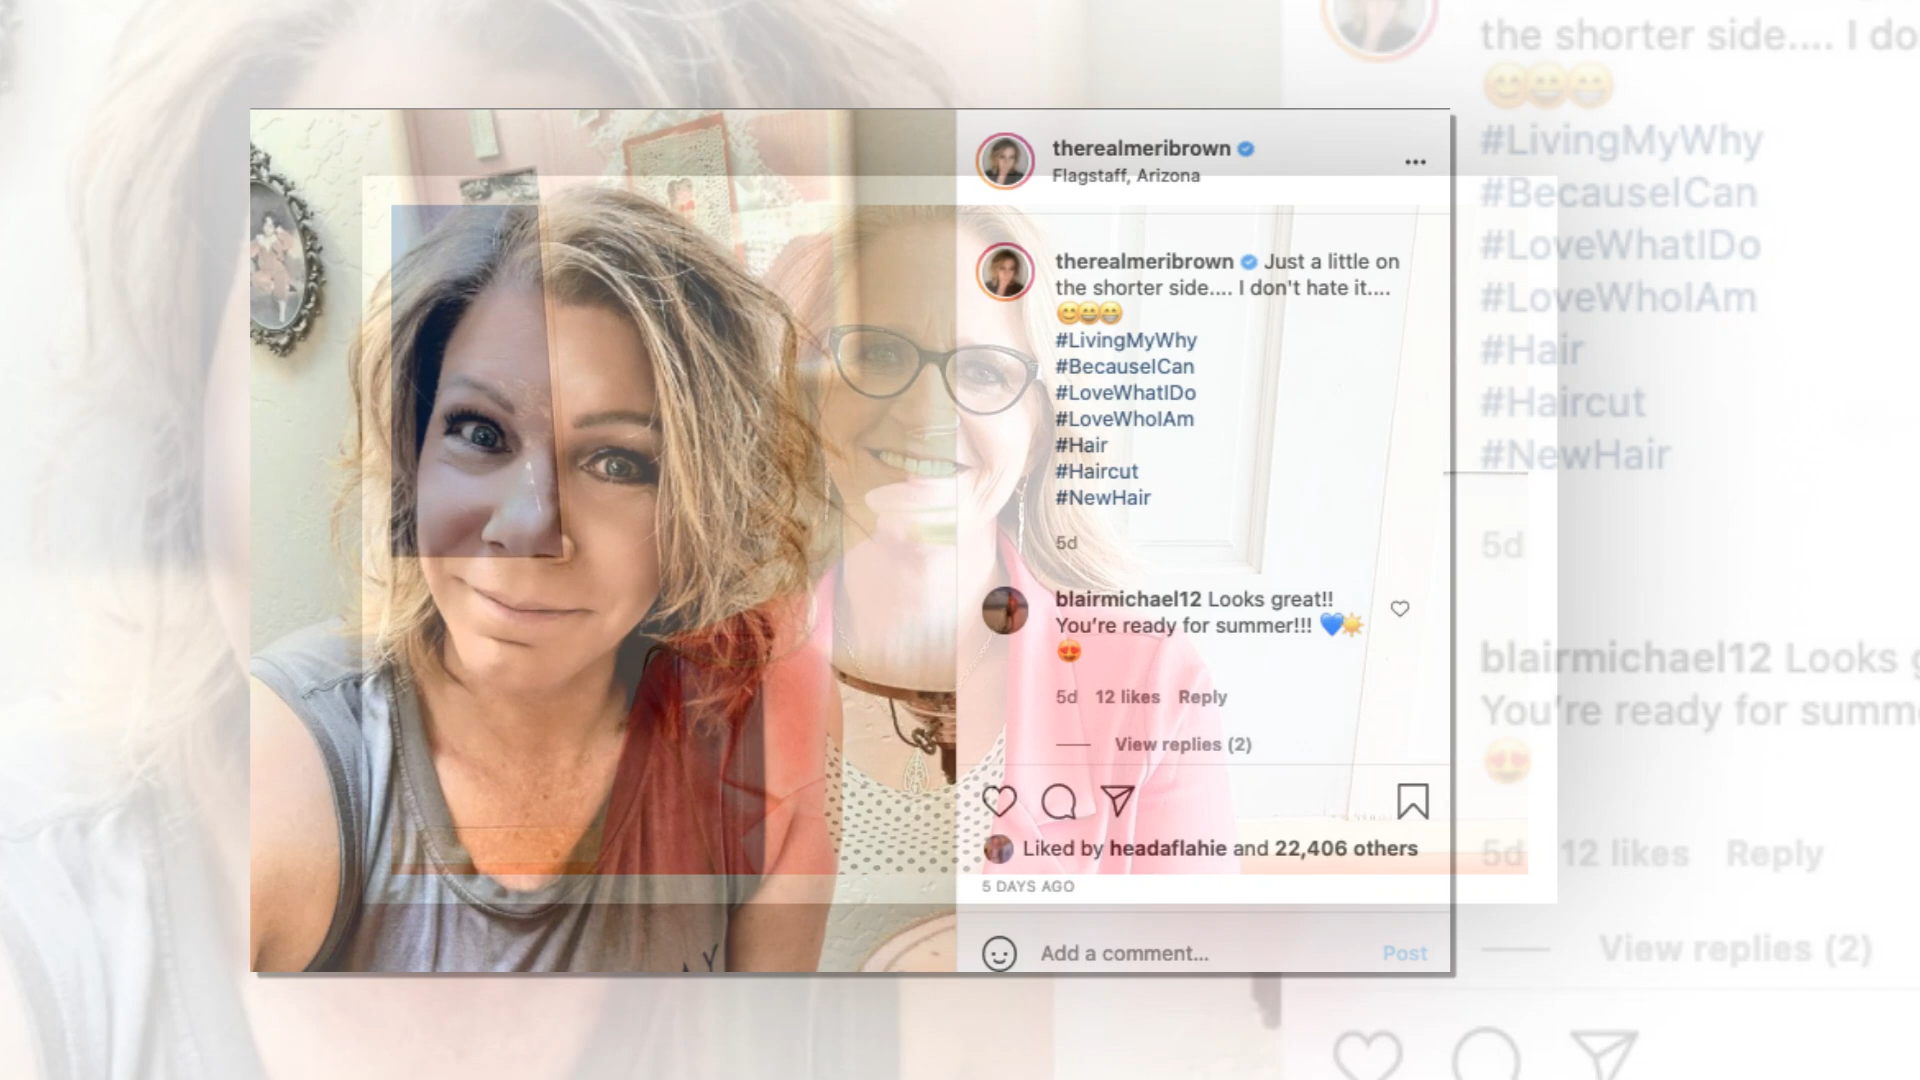 therealmeribrown
Flagstaff, Arizona
therealmeribrown Just a little on
the shorter side.... I don't hate it....
😊😁😁
#LivingMyWhy
#BecauseICan
#LoveWhatIDo
#LoveWhoIAm
#Hair
#Haircut
#NewHair
5d
blairmichael12 Looks great!!
You're ready for summer!!! 💙☀️
😍
5d 12 likes Reply
View replies (2)
Liked by headaflahie and 22,406 others
5 DAYS AGO
Add a comment... Post
the shorter side.... I do
😊😁😁
#LivingMyWhy
#BecauseICan
#LoveWhatIDo
#LoveWhoIAm
#Hair
#Haircut
#NewHair
5d
blairmichael12 Looks
You're ready for
😍
5d 12 likes Reply
View replies (2)